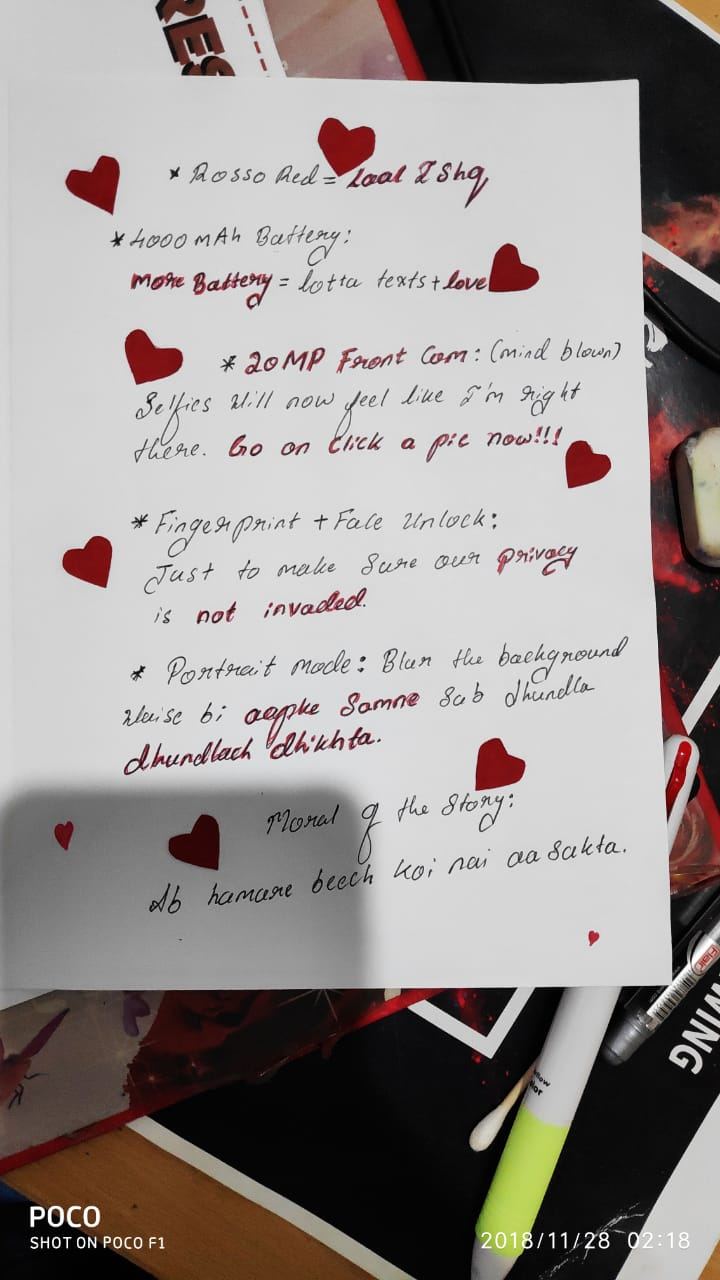 RES
* Rosso Red = Laal IShq
* 4000 mAh Battery:
More Battery = lotta texts + love
* 20MP Front Cam: (mind blown)
Selfies will now feel like I'm right
there. Go on click a pic now!!!
* Fingerprint + Face Unlock:
Just to make sure our privacy
is not invaded.
* Portrait mode: Blur the background
Waise bi aapke Samne Sab dhundla
dhundlach dhikhta.
Moral of the Story:
Ab hamare beech koi nai aa Sakta.
Flair
WING
POCO
SHOT ON POCO F1
2018/11/28 02:18